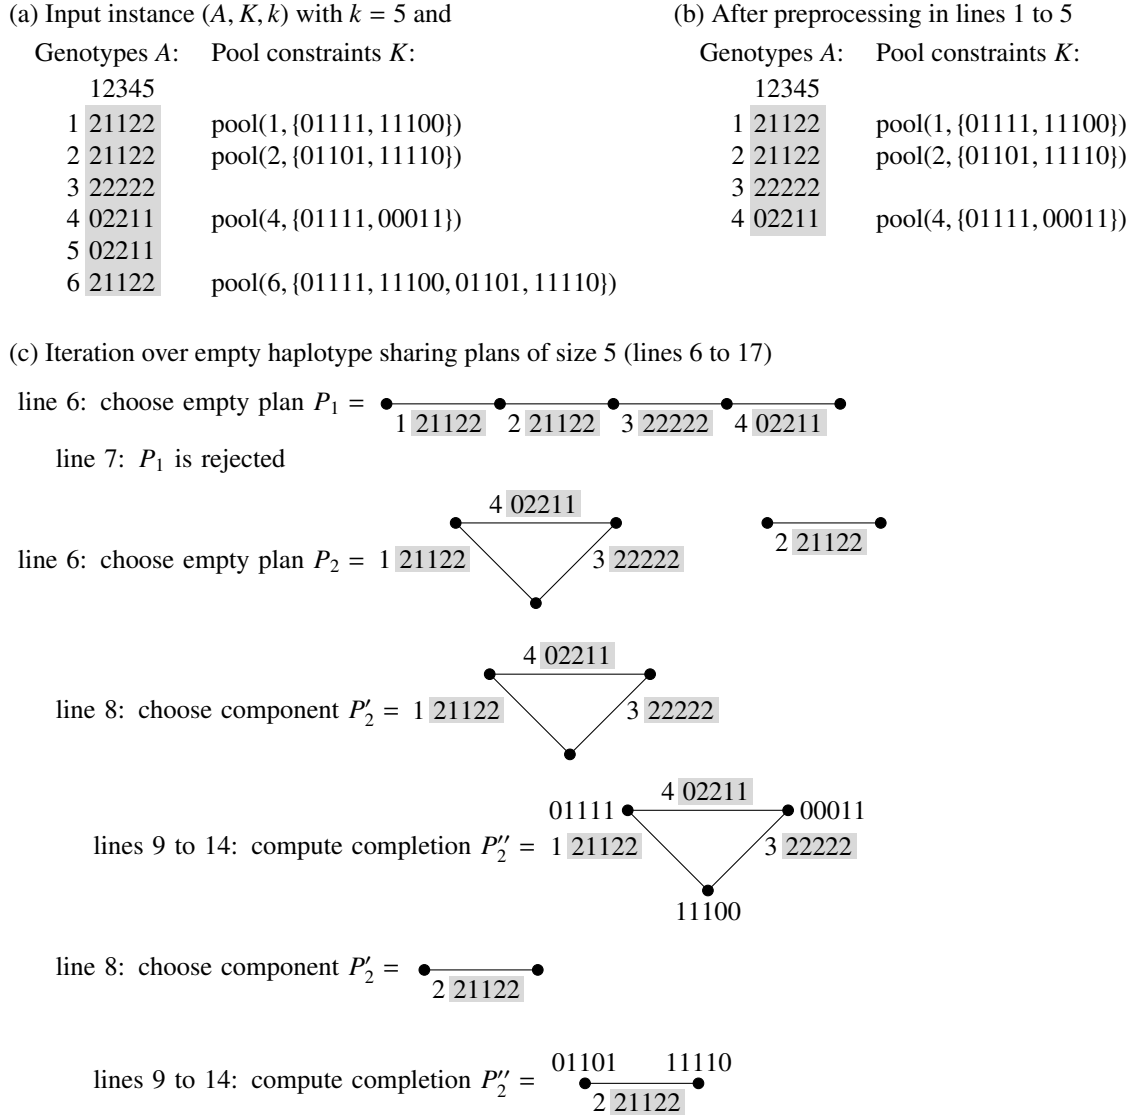 (a) Input instance (A, K, k) with k = 5 and
Genotypes A: Pool constraints K:
12345
1 21122 pool(1, {01111, 11100})
2 21122 pool(2, {01101, 11110})
3 22222
4 02211 pool(4, {01111, 00011})
5 02211
6 21122 pool(6, {01111, 11100, 01101, 11110})
(b) After preprocessing in lines 1 to 5
Genotypes A: Pool constraints K:
12345
1 21122 pool(1, {01111, 11100})
2 21122 pool(2, {01101, 11110})
3 22222
4 02211 pool(4, {01111, 00011})
(c) Iteration over empty haplotype sharing plans of size 5 (lines 6 to 17)
line 6: choose empty plan P₁ =
1 21122 2 21122 3 22222 4 02211
line 7: P₁ is rejected
4 02211
line 6: choose empty plan P₂ = 1 21122 3 22222
2 21122
4 02211
line 8: choose component P′₂ = 1 21122 3 22222
4 02211
01111 00011
lines 9 to 14: compute completion P″₂ = 1 21122 3 22222
11100
line 8: choose component P′₂ =
2 21122
01101 11110
lines 9 to 14: compute completion P″₂ =
2 21122